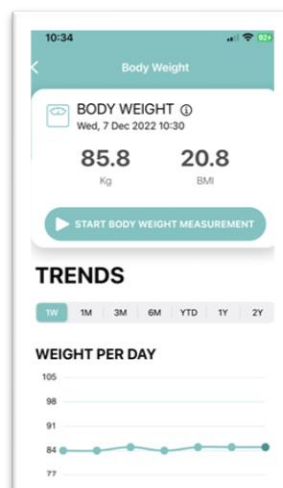 10:34
92+
Body Weight
BODY WEIGHT
Wed, 7 Dec 2022 10:30
85.8 20.8
Kg BMI
START BODY WEIGHT MEASUREMENT
TRENDS
1W 1M 3M 6M YTD 1Y 2Y
WEIGHT PER DAY
105
98
91
84
77